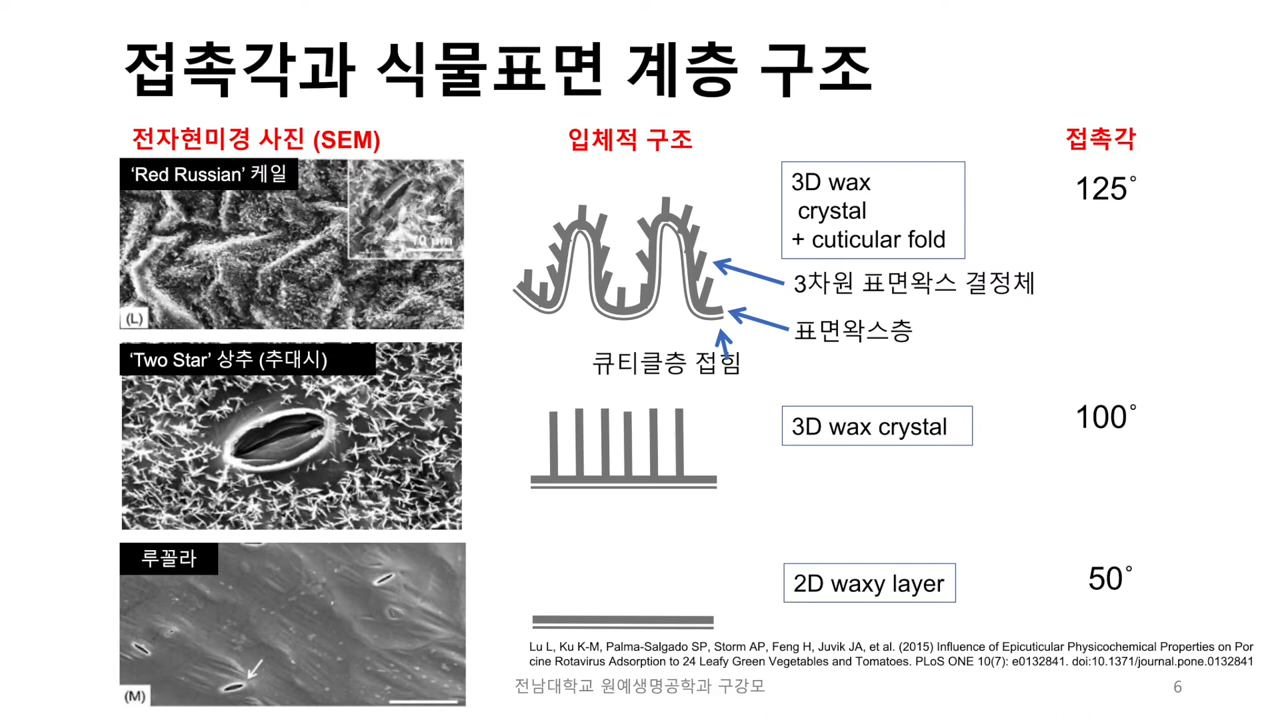 접촉각과 식물표면 계층 구조
전자현미경 사진 (SEM)
입체적 구조
접촉각
‘Red Russian’ 케일
10 µm
(L)
3D wax
crystal
+ cuticular fold
125°
3차원 표면왁스 결정체
표면왁스층
큐티클층 접힘
‘Two Star’ 상추 (추대시)
3D wax crystal
100°
루꼴라
(M)
2D waxy layer
50°
Lu L, Ku K-M, Palma-Salgado SP, Storm AP, Feng H, Juvik JA, et al. (2015) Influence of Epicuticular Physicochemical Properties on Por
cine Rotavirus Adsorption to 24 Leafy Green Vegetables and Tomatoes. PLoS ONE 10(7): e0132841. doi:10.1371/journal.pone.0132841
전남대학교 원예생명공학과 구강모
6